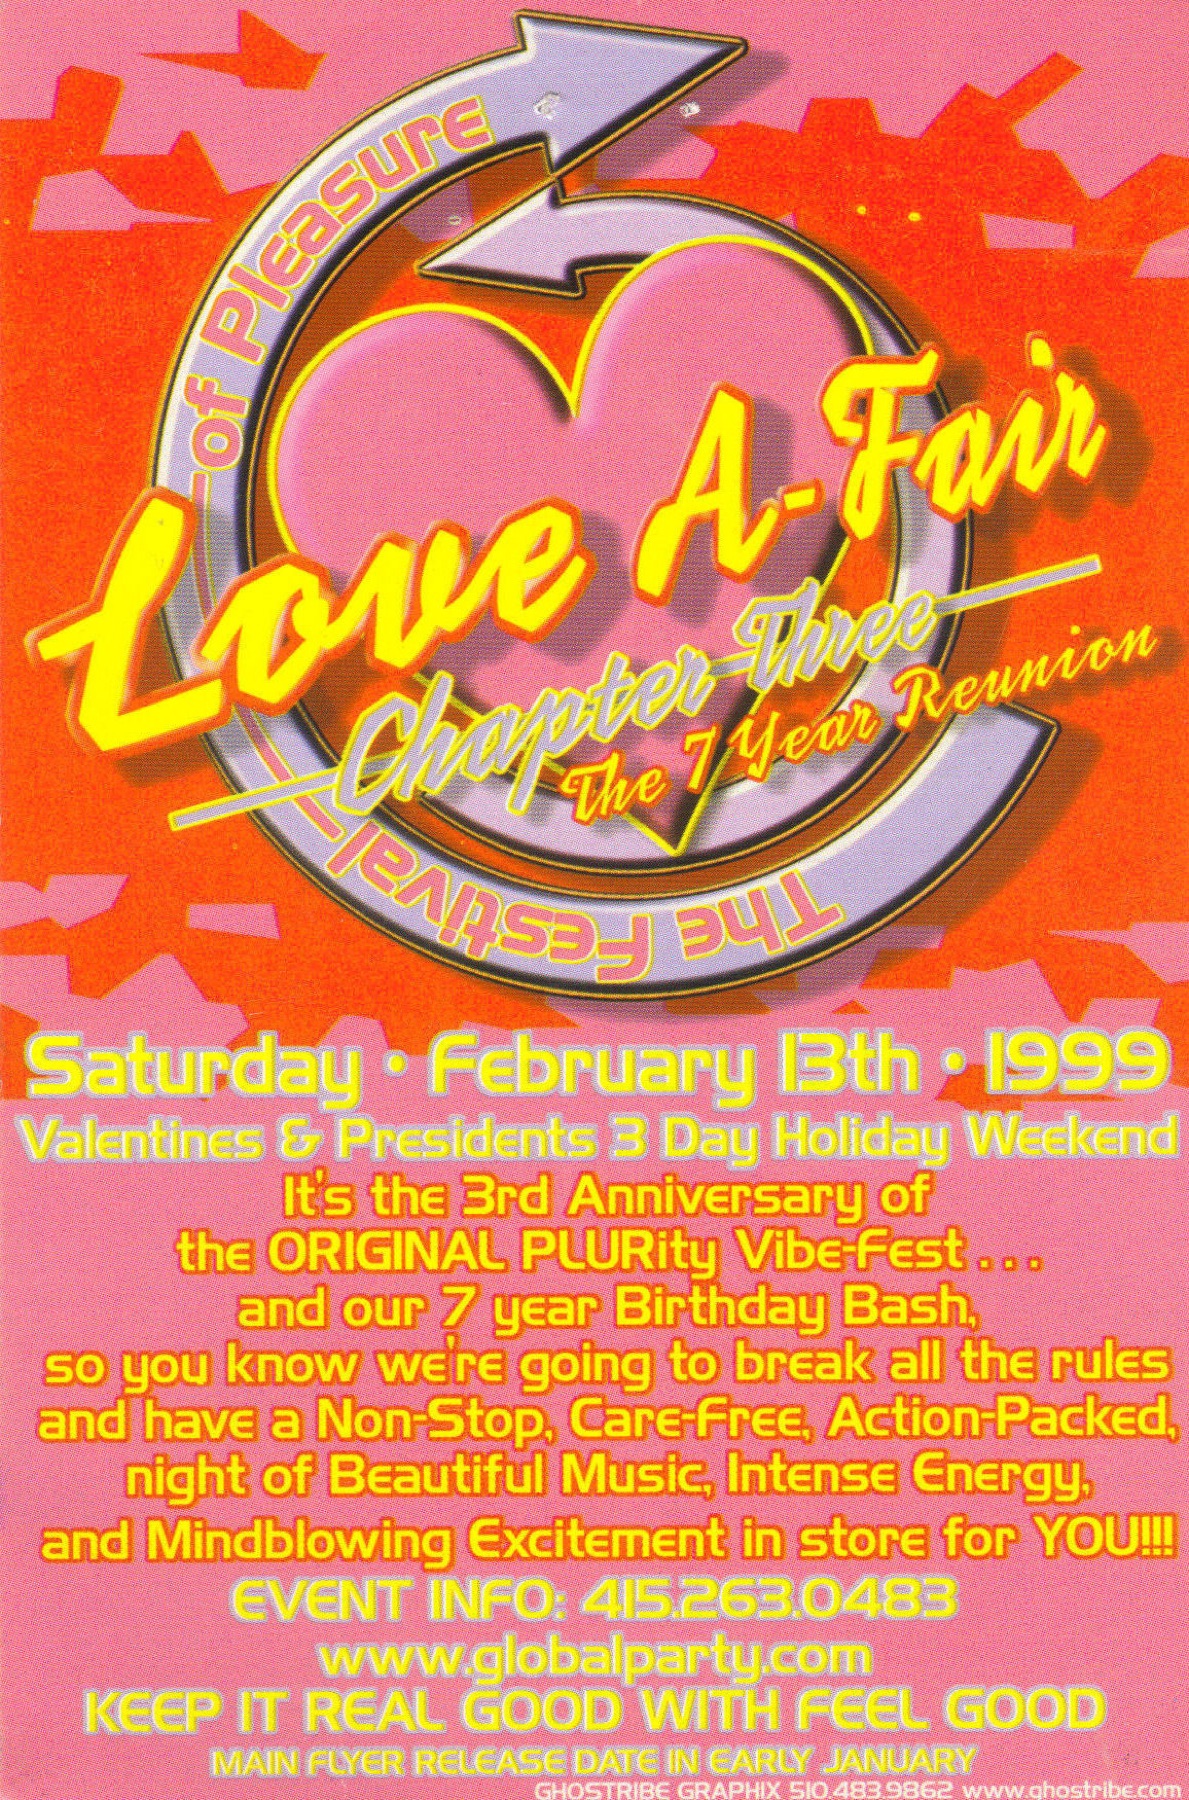 The Festival of Pleasure
Love A-Fair
Chapter Three
The 7 Year Reunion
Saturday • February 13th • 1999
Valentines & Presidents 3 Day Holiday Weekend
It's the 3rd Anniversary of
the ORIGINAL PLURity Vibe-Fest . . .
and our 7 year Birthday Bash,
so you know we're going to break all the rules
and have a Non-Stop, Care-Free, Action-Packed,
night of Beautiful Music, Intense Energy,
and Mindblowing Excitement in store for YOU!!!
EVENT INFO: 415.263.0483
www.globalparty.com
KEEP IT REAL GOOD WITH FEEL GOOD
MAIN FLYER RELEASE DATE IN EARLY JANUARY
GHOSTRIBE GRAPHIX 510.483.9862 www.ghostribe.com